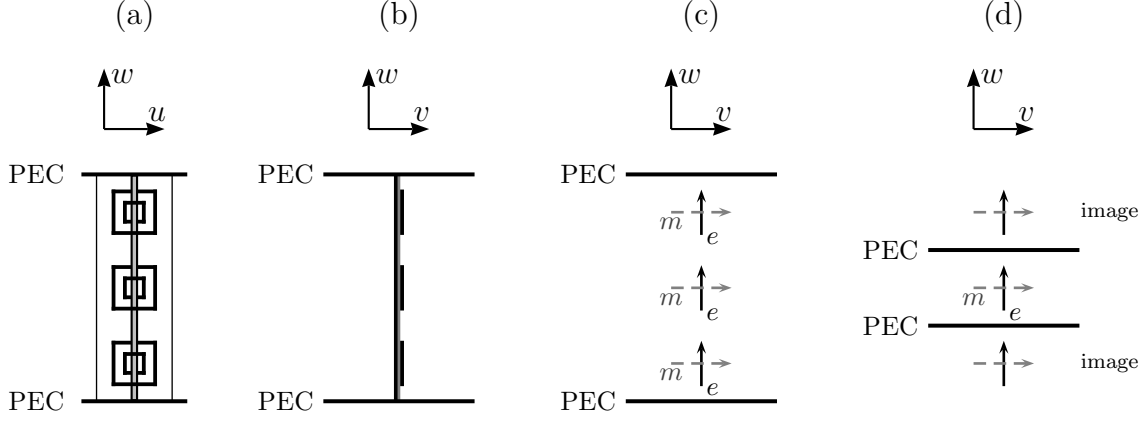 (a) (b) (c) (d)
w w w w
u v v v
PEC PEC PEC
m
e
image
PEC
m
e
m
e
PEC
m
e
image
PEC PEC PEC